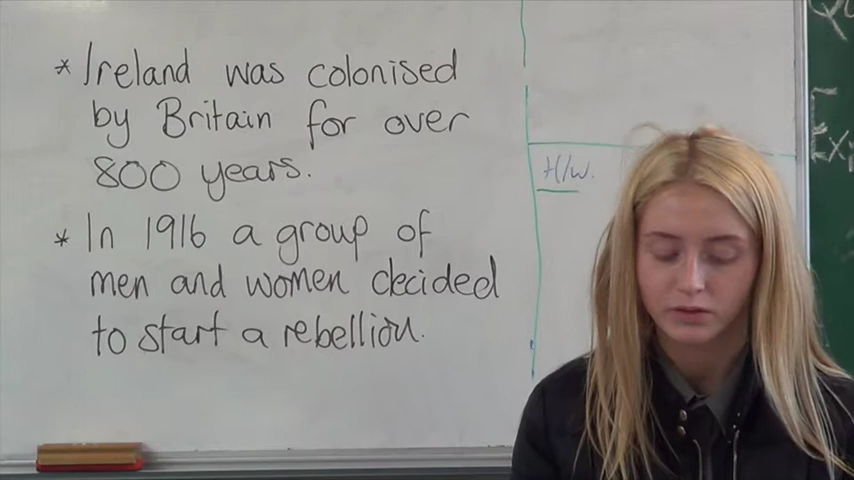 * Ireland was colonised
by Britain for over
800 years.
* In 1916 a group of
men and women decided
to start a rebellion.
H/w.